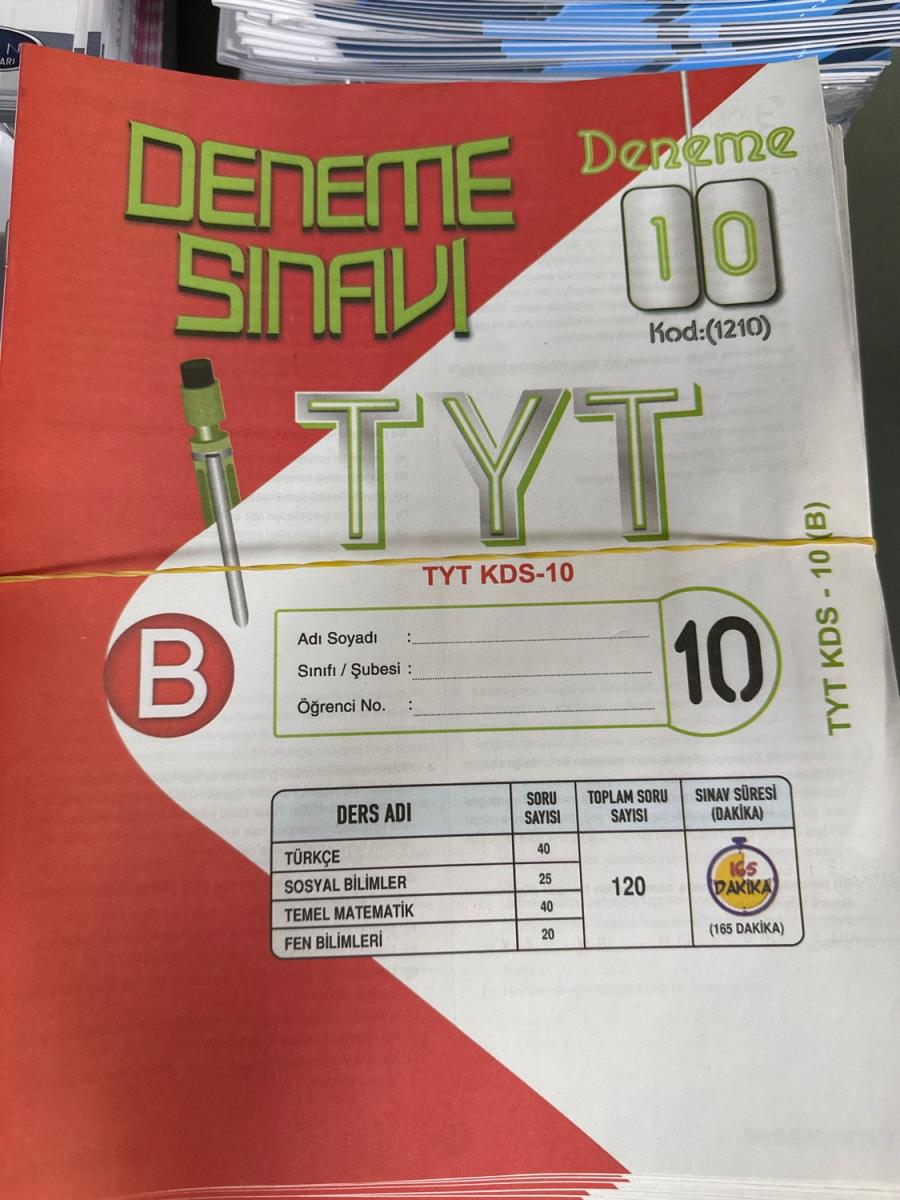 DENEME
SINAVI
Deneme
10
Kod:(1210)
TYT
TYT KDS-10
B
Adı Soyadı :
Sınıfı / Şubesi :
Öğrenci No. :
10
TYT KDS - 10 (B)
DERS ADI SORU SAYISI TOPLAM SORU SAYISI SINAV SÜRESİ (DAKİKA)
TÜRKÇE 40
SOSYAL BİLİMLER 25
TEMEL MATEMATİK 40
FEN BİLİMLERİ 20
120
165
DAKİKA
(165 DAKİKA)